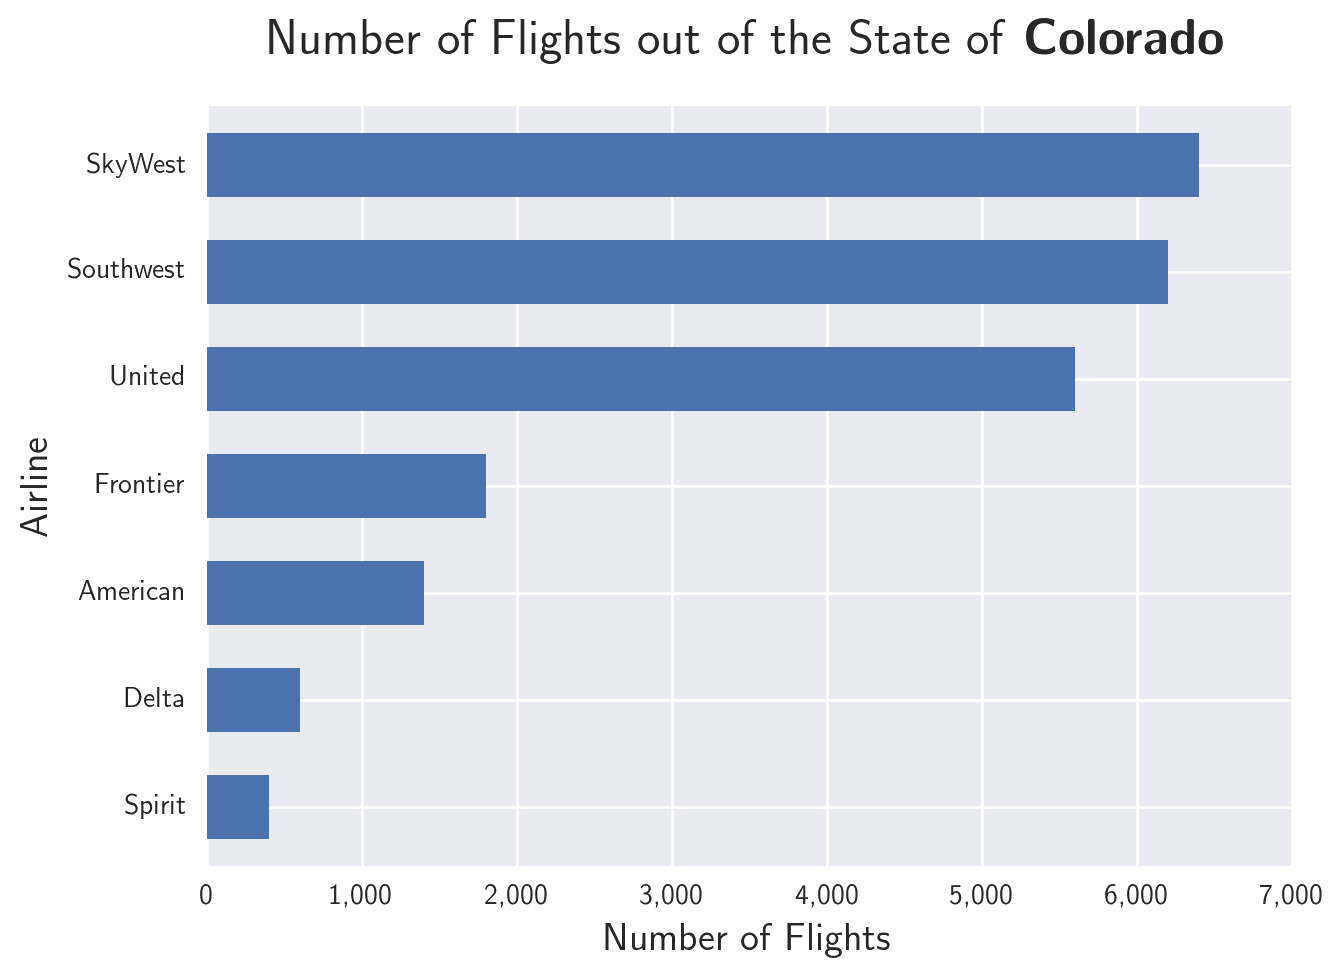 Number of Flights out of the State of Colorado
SkyWest
Southwest
United
Frontier
American
Delta
Spirit
Airline
0 1,000 2,000 3,000 4,000 5,000 6,000 7,000
Number of Flights